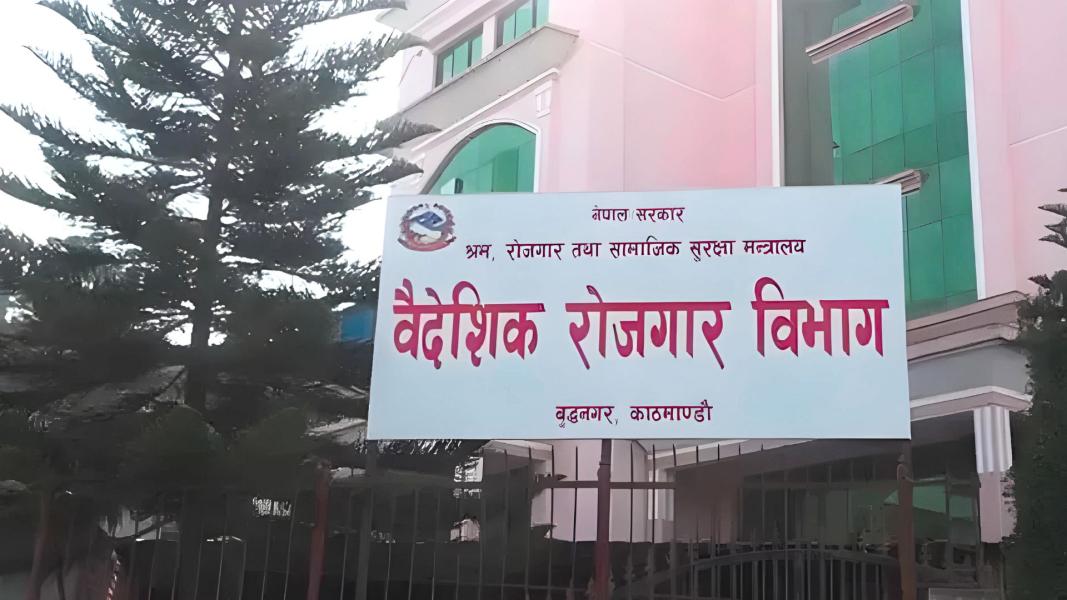 नेपाल सरकार
श्रम, रोजगार तथा सामाजिक सुरक्षा मन्त्रालय
वैदेशिक रोजगार विभाग
बुद्धनगर, काठमाण्डौ